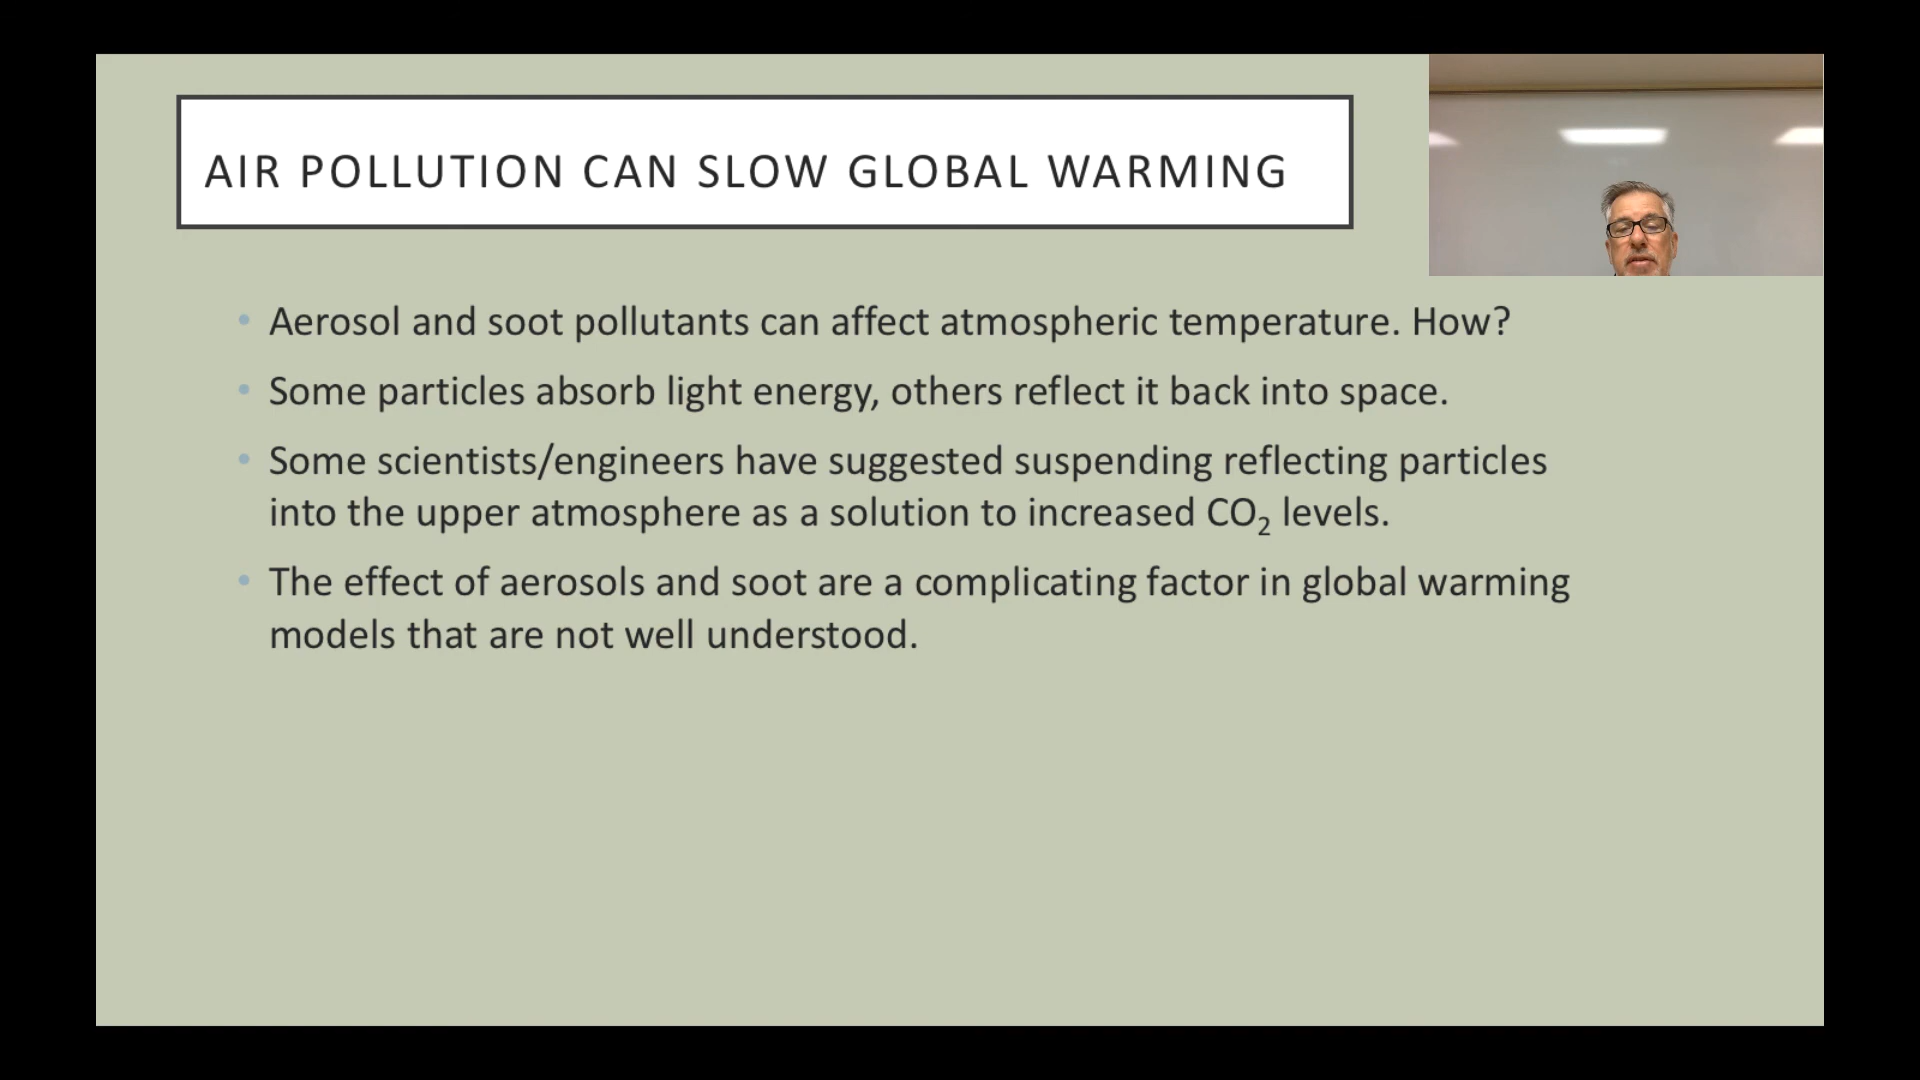 AIR POLLUTION CAN SLOW GLOBAL WARMING
• Aerosol and soot pollutants can affect atmospheric temperature. How?
• Some particles absorb light energy, others reflect it back into space.
• Some scientists/engineers have suggested suspending reflecting particles
into the upper atmosphere as a solution to increased CO₂ levels.
• The effect of aerosols and soot are a complicating factor in global warming
models that are not well understood.